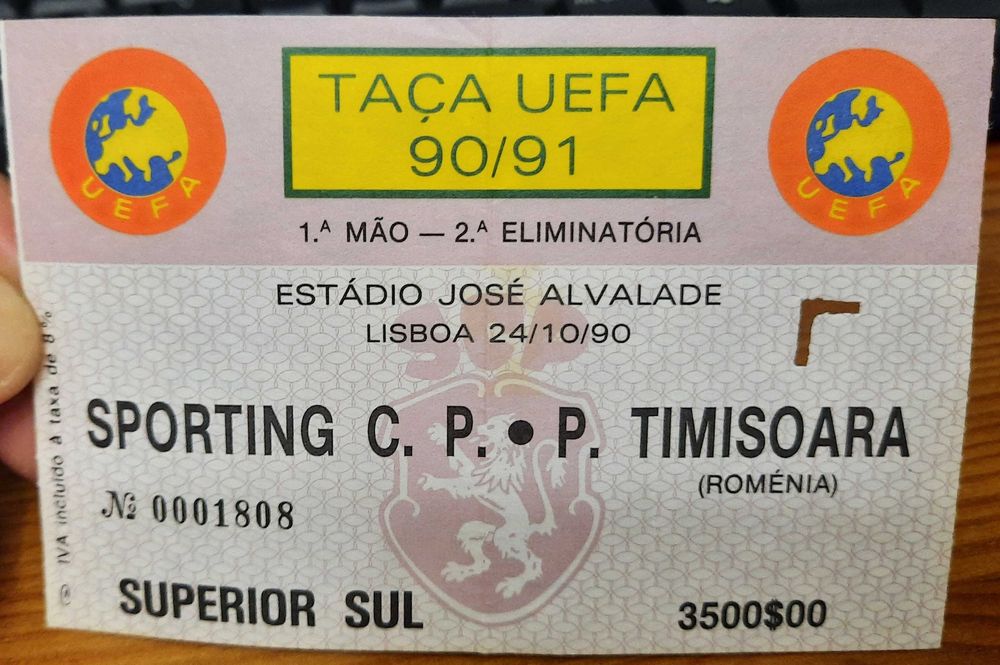 TAÇA UEFA
90/91
UEFA
UEFA
1.ª MÃO — 2.ª ELIMINATÓRIA
ESTÁDIO JOSÉ ALVALADE
LISBOA 24/10/90
SPORTING C. P. • P. TIMISOARA
(ROMÉNIA)
№ 0001808
SUPERIOR SUL
3500$00
IVA incluído à taxa de 8%